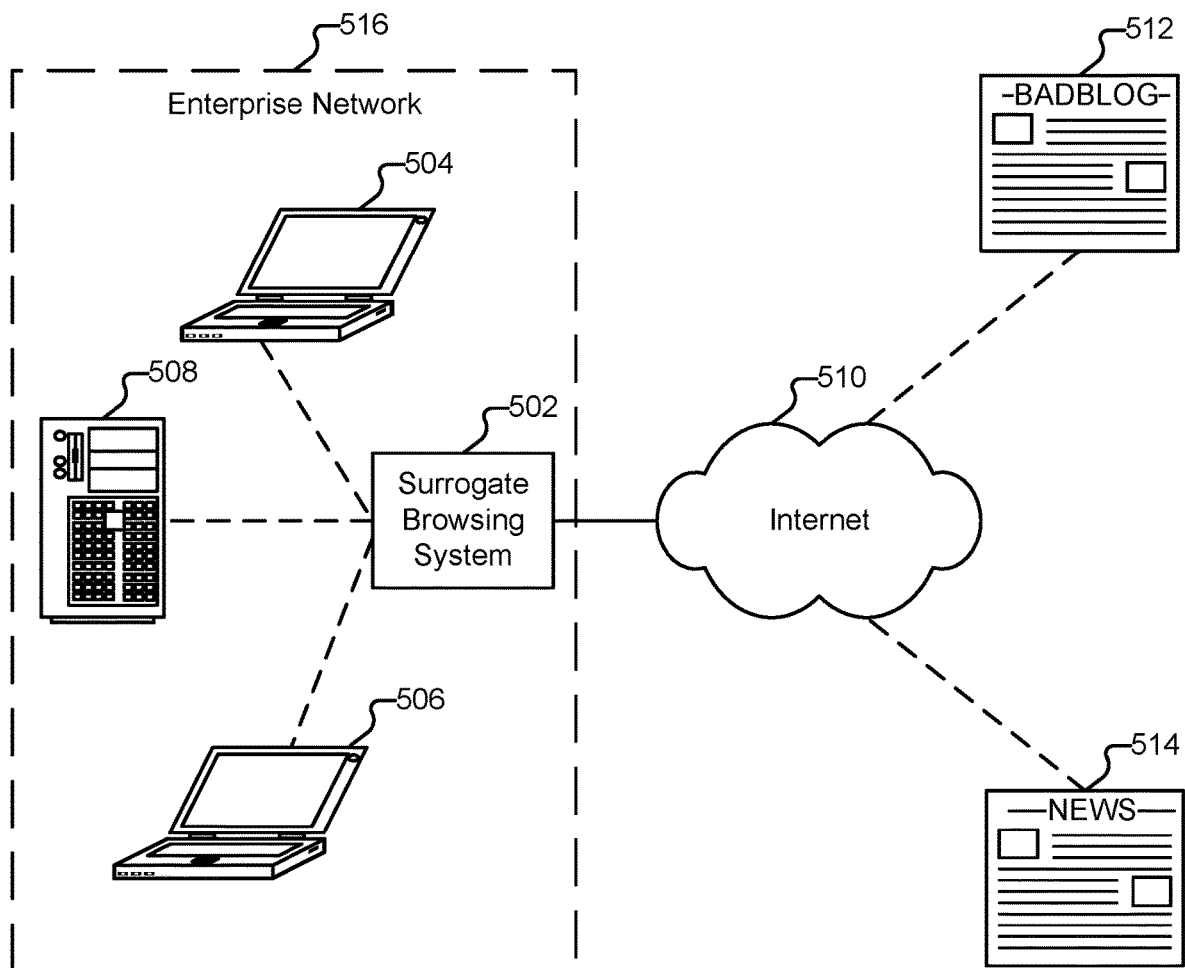 516
Enterprise Network
504
508
502
Surrogate
Browsing
System
506
510
Internet
512
-BADBLOG-
514
NEWS